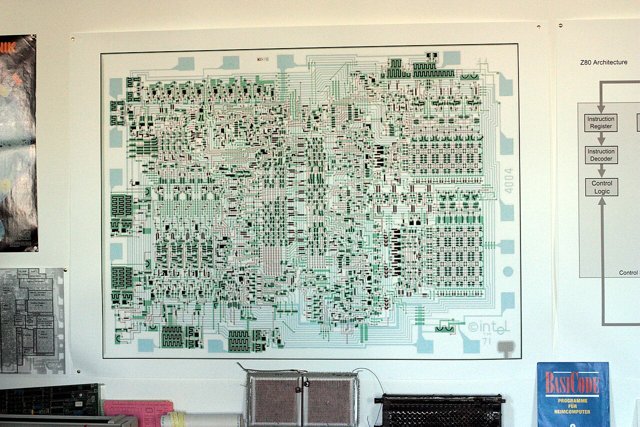 Z80 Architecture
Instruction
Register
Instruction
Decoder
Control
Logic
Control
4004
©intel
71
BASICODE
PROGRAMME
FÜR
HEIMCOMPUTER